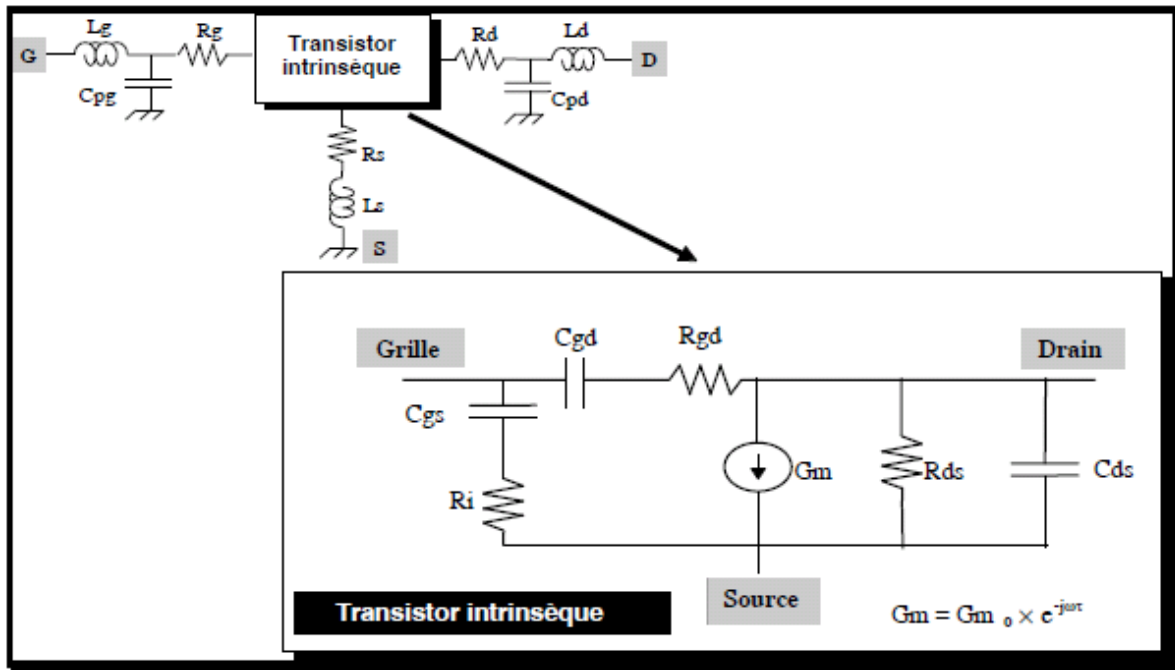 Lg
Rg
Transistor
intrinsèque
Rd
Ld
G
D
Cpg
Cpd
Rs
Ls
S
Cgd
Rgd
Grille
Drain
Cgs
Gm
Rds
Cds
Ri
Source
Transistor intrinsèque
Gm = Gm ₀ × e^-jωτ